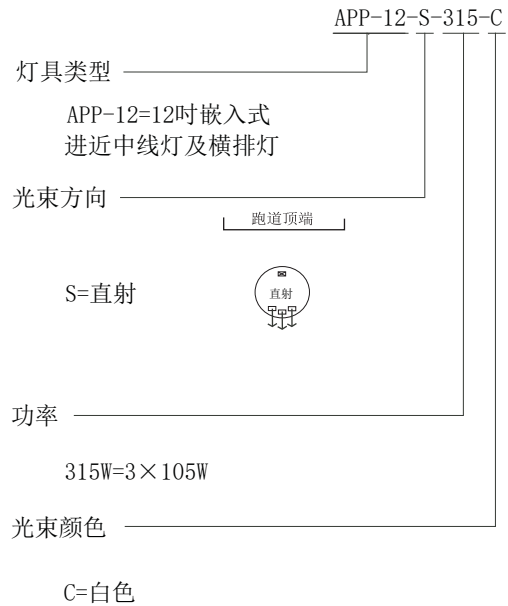 APP-12-S-315-C
灯具类型
APP-12=12吋嵌入式
进近中线灯及横排灯
光束方向
跑道顶端
S=直射
直射
功率
315W=3×105W
光束颜色
C=白色